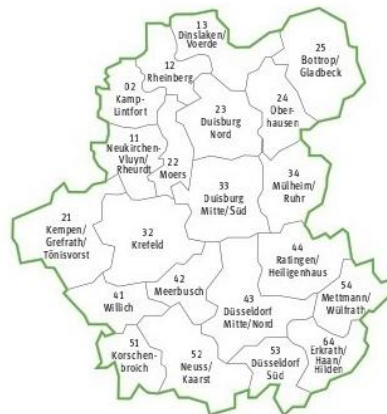 13
Dinslaken/
Voerde
25
Bottrop/
Gladbeck
12
Rheinberg
02
Kamp-
Lintfort
23
Duisburg
Nord
24
Ober-
hausen
11
Neukirchen-
Vluyn/
Rheurdt
22
Moers
33
Duisburg
Mitte/Süd
34
Mülheim/
Ruhr
21
Kempen/
Grefrath/
Tönisvorst
32
Krefeld
44
Ratingen/
Heiligenhaus
42
Meerbusch
41
Willich
43
Düsseldorf
Mitte/Nord
54
Mettmann/
Wülfrath
51
Korschen-
broich
52
Neuss/
Kaarst
53
Düsseldorf
Süd
64
Erkrath/
Haan/
Hilden